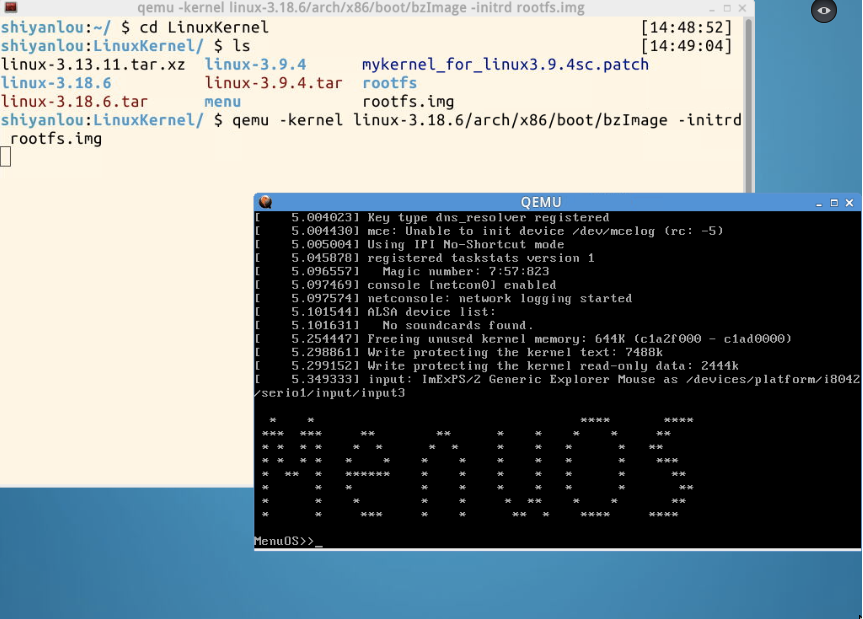 qemu -kernel linux-3.18.6/arch/x86/boot/bzImage -initrd rootfs.img
shiyanlou:~/ $ cd LinuxKernel [14:48:52]
shiyanlou:LinuxKernel/ $ ls [14:49:04]
linux-3.13.11.tar.xz linux-3.9.4 mykernel_for_linux3.9.4sc.patch
linux-3.18.6 linux-3.9.4.tar rootfs
linux-3.18.6.tar menu rootfs.img
shiyanlou:LinuxKernel/ $ qemu -kernel linux-3.18.6/arch/x86/boot/bzImage -initrd
rootfs.img
QEMU
[ 5.004023] Key type dns_resolver registered
[ 5.004430] mce: Unable to init device /dev/mcelog (rc: -5)
[ 5.005004] Using IPI No-Shortcut mode
[ 5.045878] registered taskstats version 1
[ 5.096557] Magic number: 7:57:823
[ 5.097469] console [netcon0] enabled
[ 5.097574] netconsole: network logging started
[ 5.101544] ALSA device list:
[ 5.101631] No soundcards found.
[ 5.254447] Freeing unused kernel memory: 644K (c1a2f000 - c1ad0000)
[ 5.298861] Write protecting the kernel text: 7488k
[ 5.299152] Write protecting the kernel read-only data: 2444k
[ 5.349333] input: ImExPS/2 Generic Explorer Mouse as /devices/platform/i8042
/serio1/input/input3
MenuOS
MenuOS>>_